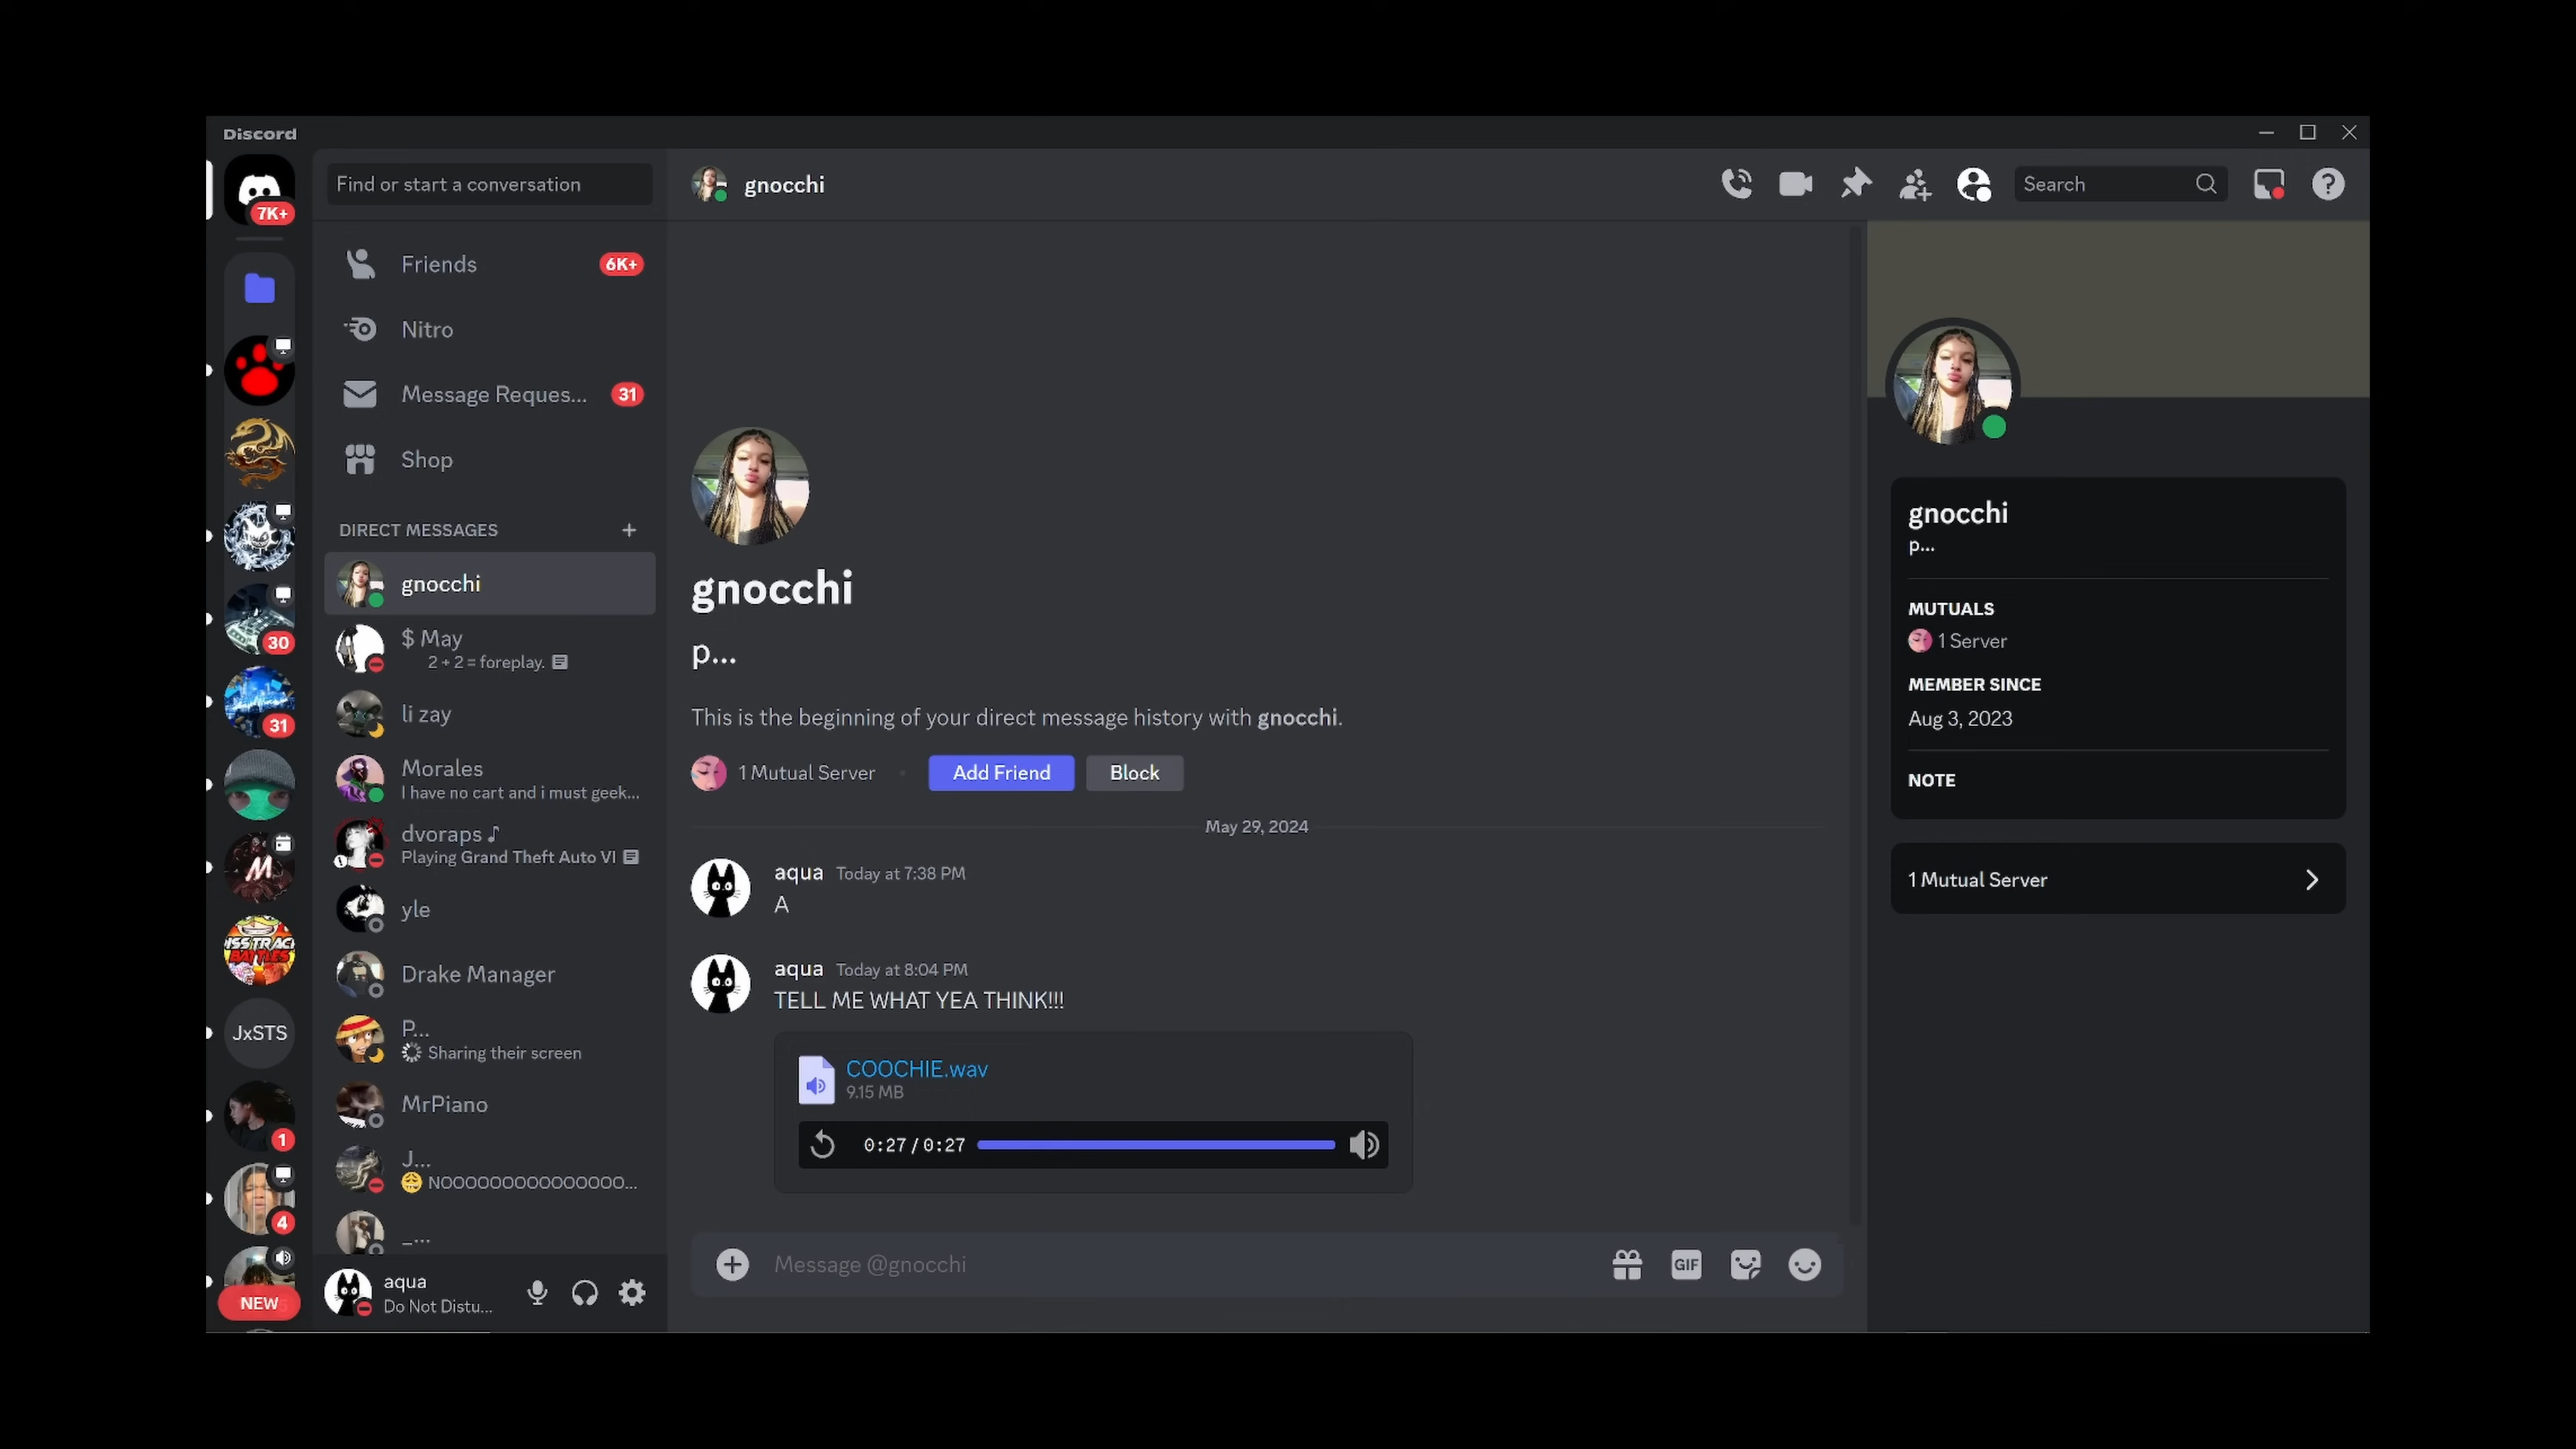 Discord
7K+
30
31
M
DISS TRACK
BATTLES
JxSTS
1
4
NEW
Find or start a conversation
Friends
6K+
Nitro
Message Reques...
31
Shop
DIRECT MESSAGES
gnocchi
$ May
2 + 2 = foreplay.
li zay
Morales
I have no cart and i must geek...
dvoraps ♪
Playing Grand Theft Auto VI
yle
Drake Manager
P...
Sharing their screen
MrPiano
J...
NOOOOOOOOOOOOOOO...
_...
aqua
Do Not Distu...
gnocchi
Search
gnocchi
p...
This is the beginning of your direct message history with gnocchi.
1 Mutual Server
Add Friend
Block
May 29, 2024
aqua Today at 7:38 PM
A
aqua Today at 8:04 PM
TELL ME WHAT YEA THINK!!!
COOCHIE.wav
9.15 MB
0:27 / 0:27
Message @gnocchi
GIF
gnocchi
p...
MUTUALS
1 Server
MEMBER SINCE
Aug 3, 2023
NOTE
1 Mutual Server